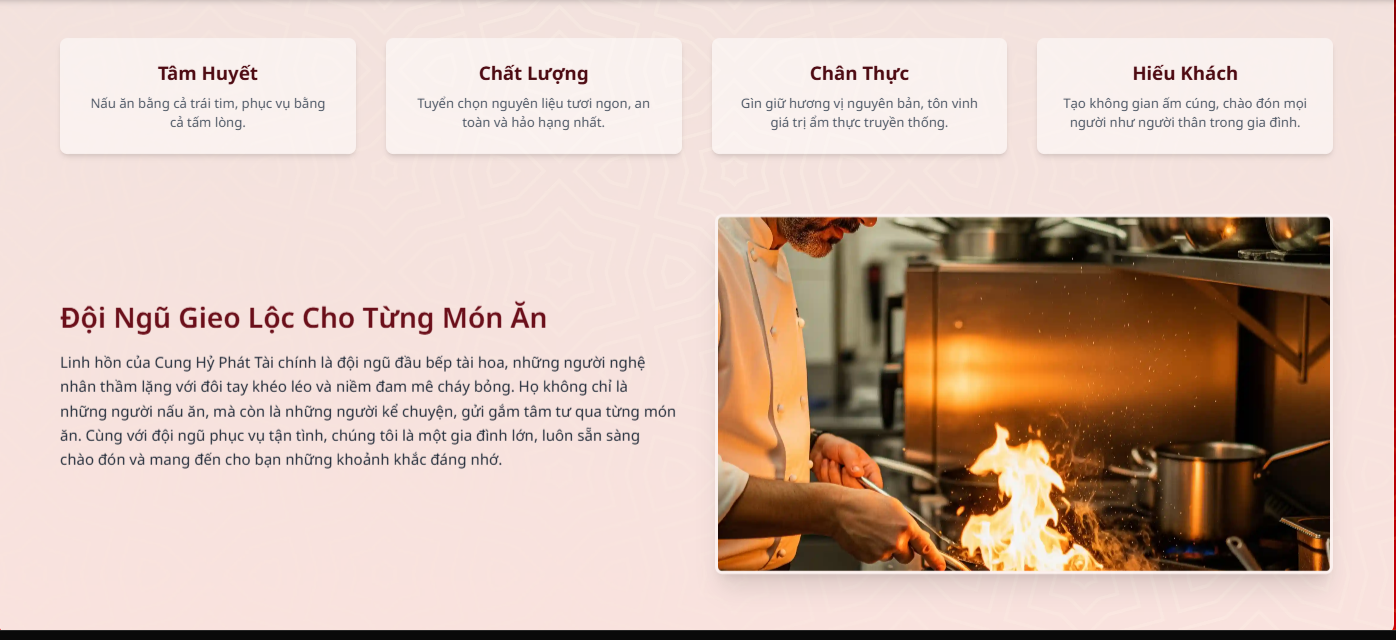 Tâm Huyết
Nấu ăn bằng cả trái tim, phục vụ bằng
cả tấm lòng.
Chất Lượng
Tuyển chọn nguyên liệu tươi ngon, an
toàn và hảo hạng nhất.
Chân Thực
Gìn giữ hương vị nguyên bản, tôn vinh
giá trị ẩm thực truyền thống.
Hiếu Khách
Tạo không gian ấm cúng, chào đón mọi
người như người thân trong gia đình.
Đội Ngũ Gieo Lộc Cho Từng Món Ăn
Linh hồn của Cung Hỷ Phát Tài chính là đội ngũ đầu bếp tài hoa, những người nghệ
nhân thầm lặng với đôi tay khéo léo và niềm đam mê cháy bỏng. Họ không chỉ là
những người nấu ăn, mà còn là những người kể chuyện, gửi gắm tâm tư qua từng món
ăn. Cùng với đội ngũ phục vụ tận tình, chúng tôi là một gia đình lớn, luôn sẵn sàng
chào đón và mang đến cho bạn những khoảnh khắc đáng nhớ.